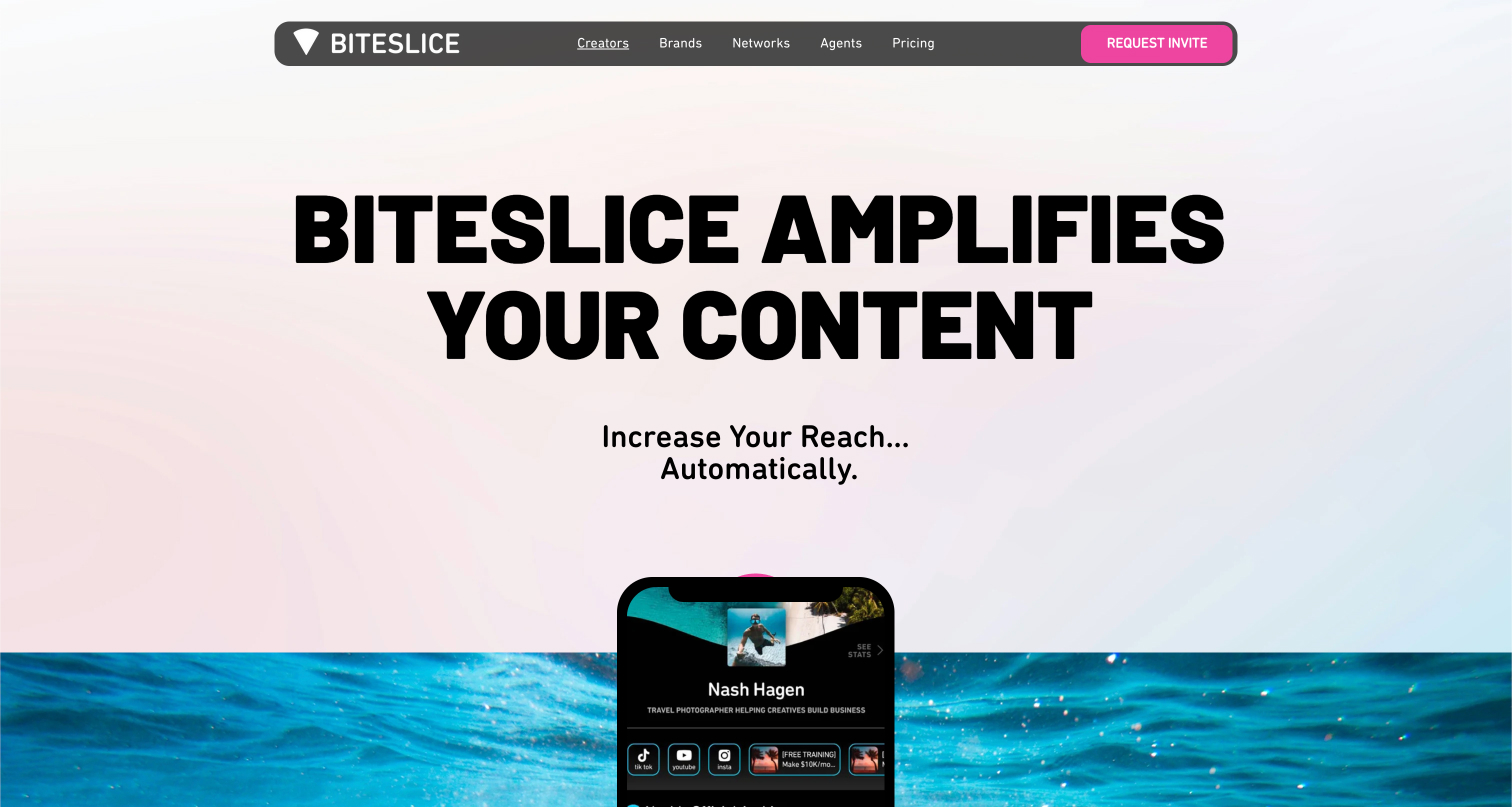 BITESLICE
Creators
Brands
Networks
Agents
Pricing
REQUEST INVITE
BITESLICE AMPLIFIES
YOUR CONTENT
Increase Your Reach...
Automatically.
SEE
STATS
Nash Hagen
TRAVEL PHOTOGRAPHER HELPING CREATIVES BUILD BUSINESS
tik tok
youtube
insta
[FREE TRAINING]
Make $10K/mo...